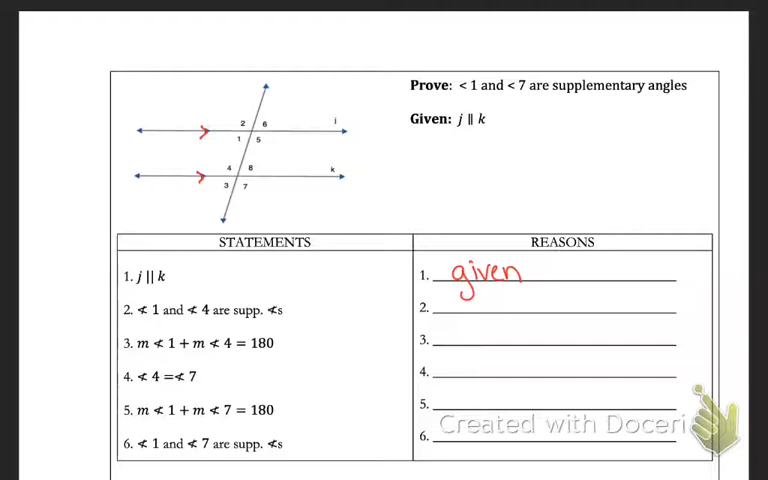 Prove: < 1 and < 7 are supplementary angles
Given: j ∥ k
2 6 j
1 5
4 8 k
3 7
STATEMENTS
REASONS
1. j || k
1. given
2. ∢ 1 and ∢ 4 are supp. ∢s
2.
3. m ∢ 1 + m ∢ 4 = 180
3.
4. ∢ 4 =∢ 7
4.
5. m ∢ 1 + m ∢ 7 = 180
5.
6. ∢ 1 and ∢ 7 are supp. ∢s
6.
Created with Doceri